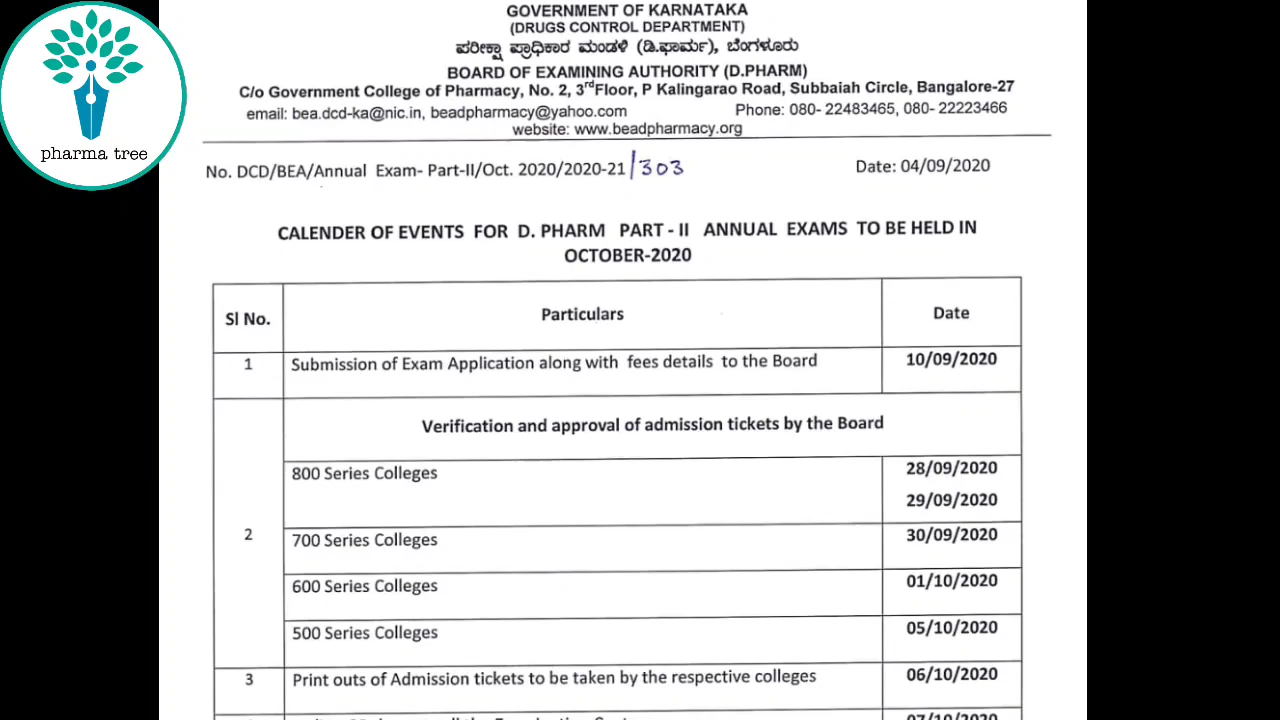 pharma tree
GOVERNMENT OF KARNATAKA
(DRUGS CONTROL DEPARTMENT)
ಪರೀಕ್ಷಾ ಪ್ರಾಧಿಕಾರ ಮಂಡಳಿ (ಡಿ.ಫಾರ್ಮ), ಬೆಂಗಳೂರು
BOARD OF EXAMINING AUTHORITY (D.PHARM)
C/o Government College of Pharmacy, No. 2, 3rdFloor, P Kalingarao Road, Subbaiah Circle, Bangalore-27
email: bea.dcd-ka@nic.in, beadpharmacy@yahoo.com Phone: 080- 22483465, 080- 22223466
website: www.beadpharmacy.org
No. DCD/BEA/Annual Exam- Part-II/Oct. 2020/2020-21/303 Date: 04/09/2020
CALENDER OF EVENTS FOR D. PHARM PART - II ANNUAL EXAMS TO BE HELD IN
OCTOBER-2020
Sl No. Particulars Date
1 Submission of Exam Application along with fees details to the Board 10/09/2020
Verification and approval of admission tickets by the Board
800 Series Colleges 28/09/2020
29/09/2020
2
700 Series Colleges 30/09/2020
600 Series Colleges 01/10/2020
500 Series Colleges 05/10/2020
3 Print outs of Admission tickets to be taken by the respective colleges 06/10/2020